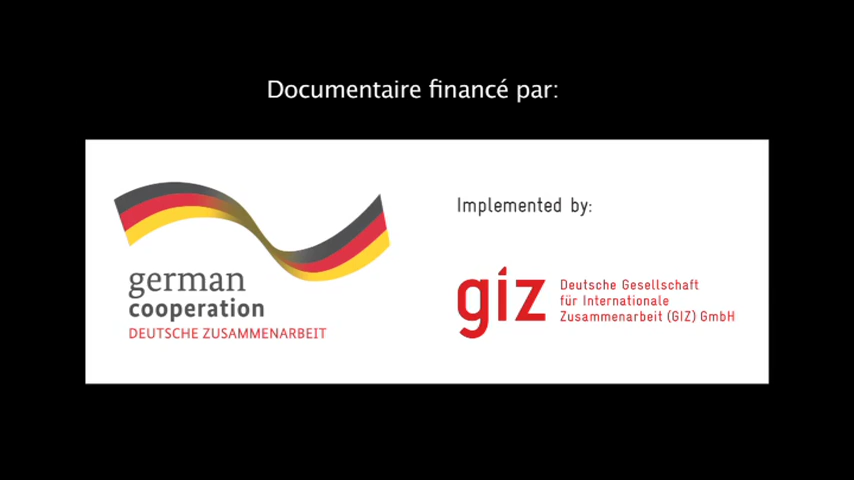 Documentaire financé par:
german
cooperation
DEUTSCHE ZUSAMMENARBEIT
Implemented by:
giz
Deutsche Gesellschaft
für Internationale
Zusammenarbeit (GIZ) GmbH